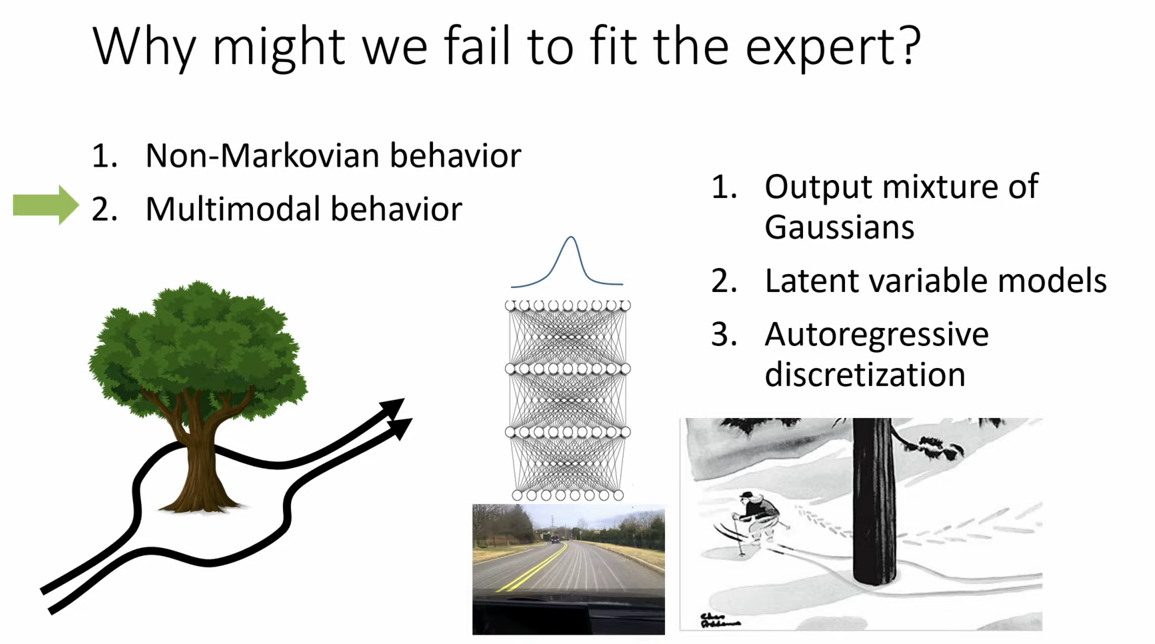 Why might we fail to fit the expert?
1. Non-Markovian behavior
2. Multimodal behavior
1. Output mixture of
Gaussians
2. Latent variable models
3. Autoregressive
discretization
Chas
Addams